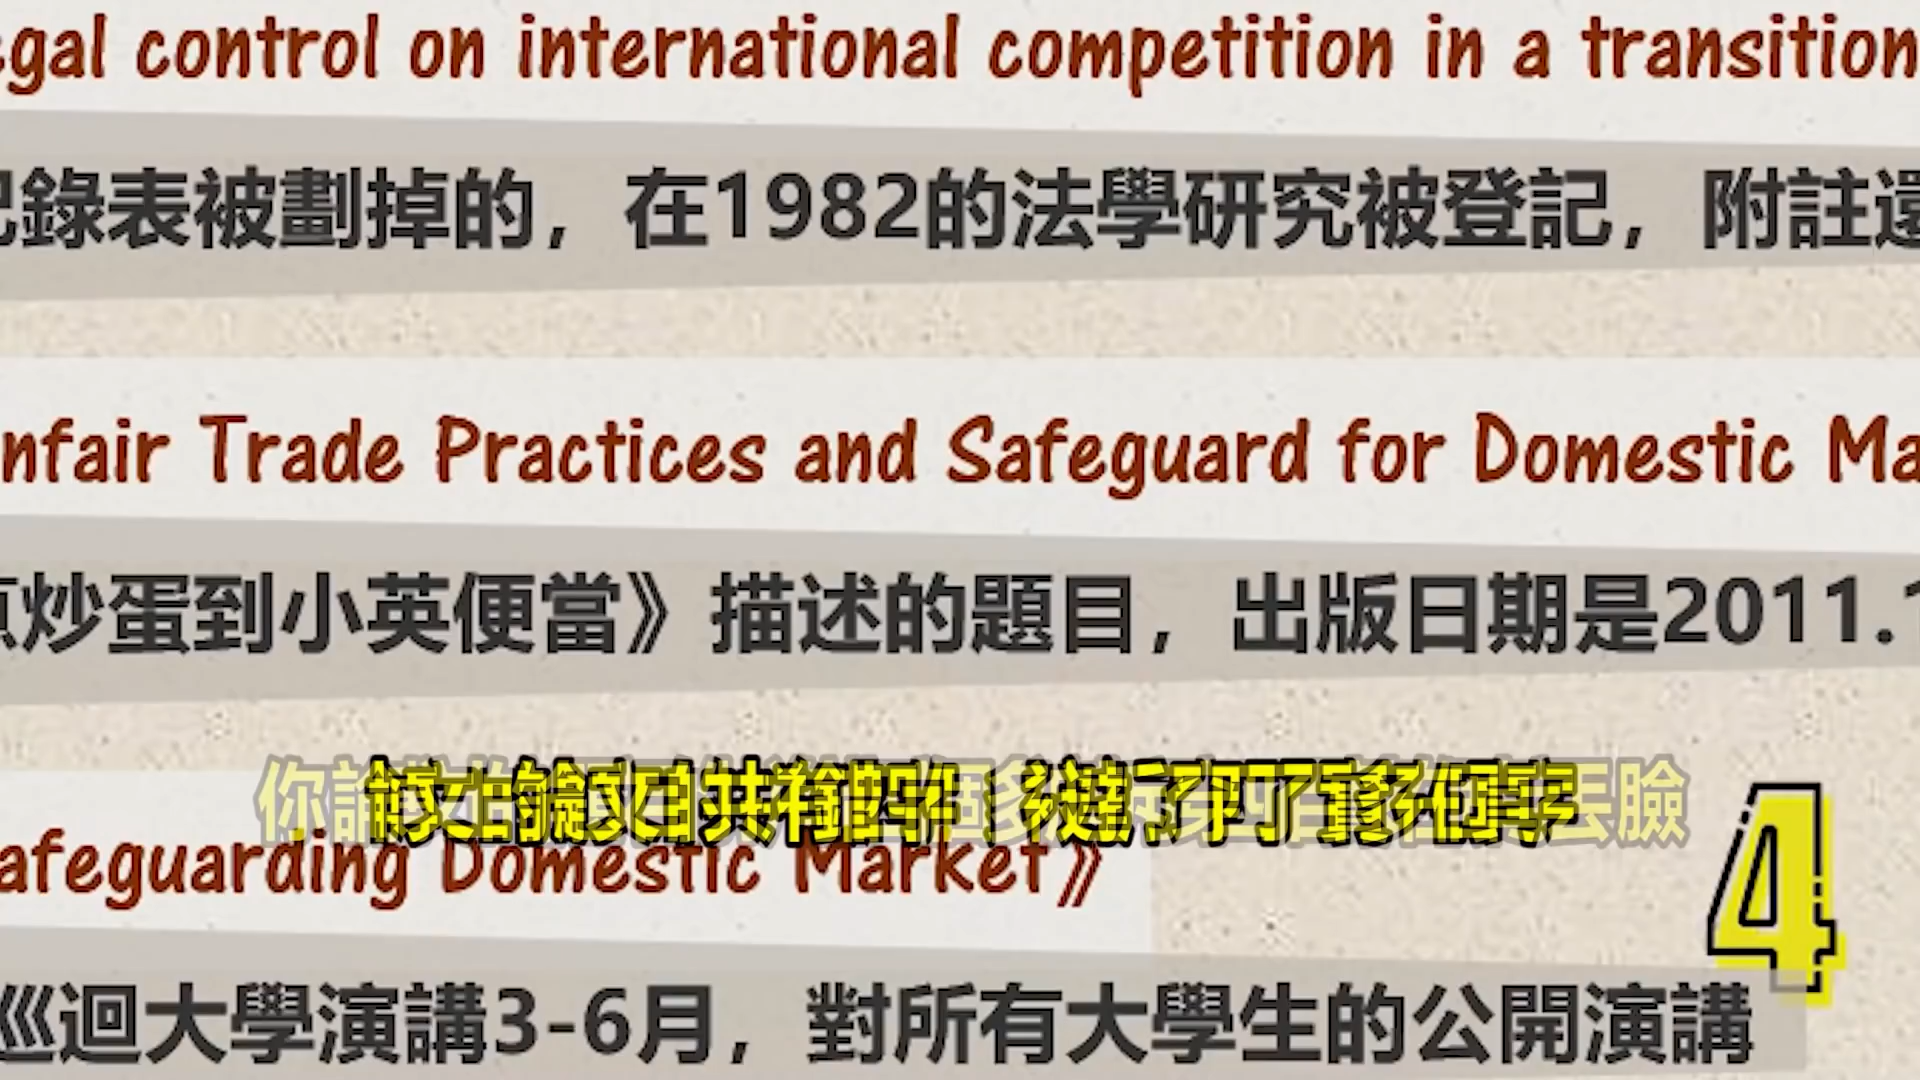 egal control on international competition in a transition
記錄表被劃掉的，在1982的法學研究被登記，附註還
nfair Trade Practices and Safeguard for Domestic Ma
炒蛋到小英便當》描述的題目，出版日期是2011.1
afeguarding Domestic Market》
4
巡迴大學演講3-6月，對所有大學生的公開演講